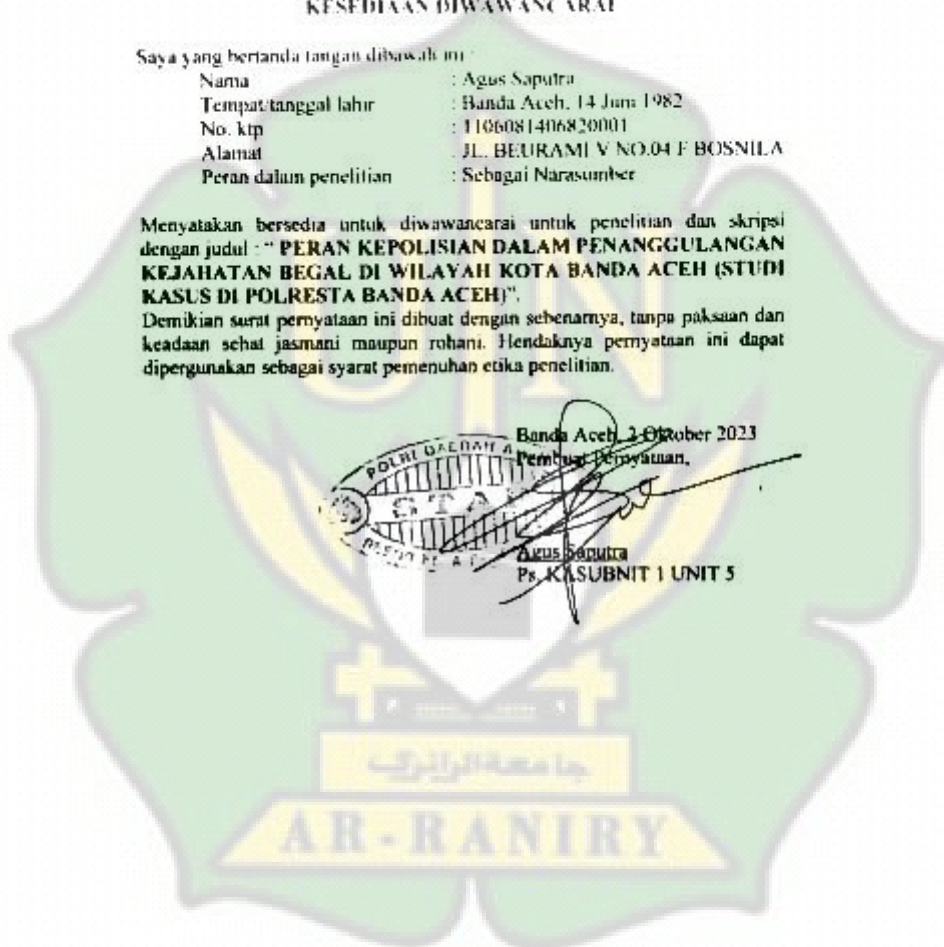 KESEDIAAN DIWAWANCARAI
Saya yang bertanda tangan dibawah ini :
Nama : Agus Saputra
Tempat/tanggal lahir : Banda Aceh, 14 Juni 1982
No. ktp : 1106081406820001
Alamat : JL. BEURAMI V NO.04 F BOSNILA
Peran dalam penelitian : Sebagai Narasumber
Menyatakan bersedia untuk diwawancarai untuk penelitian dan skripsi
dengan judul : " PERAN KEPOLISIAN DALAM PENANGGULANGAN
KEJAHATAN BEGAL DI WILAYAH KOTA BANDA ACEH (STUDI
KASUS DI POLRESTA BANDA ACEH)".
Demikian surat pernyataan ini dibuat dengan sebenarnya, tanpa paksaan dan
keadaan sehat jasmani maupun rohani. Hendaknya pernyataan ini dapat
dipergunakan sebagai syarat pemenuhan etika penelitian.
Banda Aceh, 2 Oktober 2023
Pembuat Pernyataan,
POLRI DAERAH A
Agus Saputra
Ps. KASUBNIT 1 UNIT 5
UIN
جامعة الرانري
AR-RANIRY